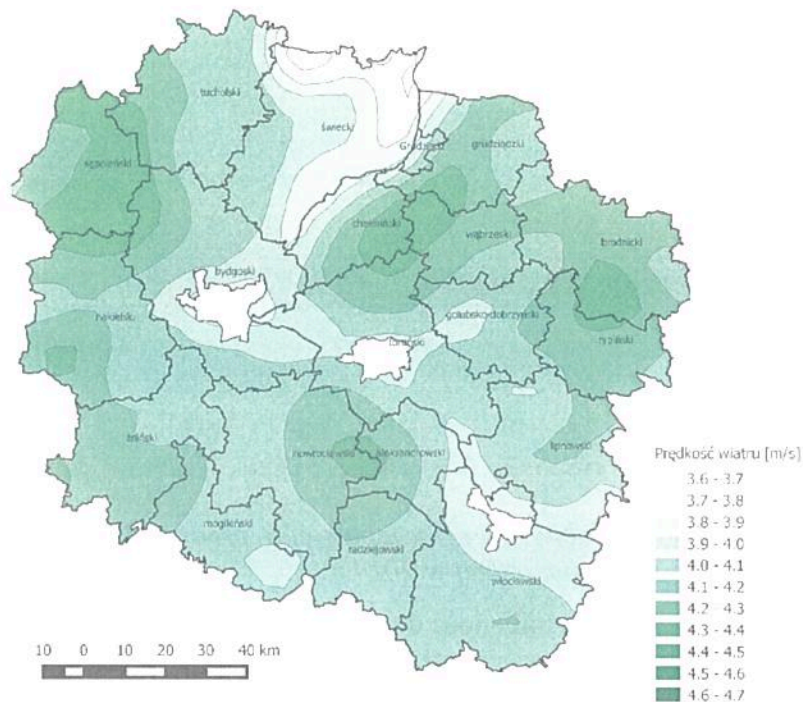 tucholski
świecki
Grudziądz
grudziądzki
sępoleński
chełmiński
wąbrzeski
brodnicki
bydgoski
nakielski
golubsko-dobrzyński
toruński
rypiński
żniński
inowrocławski
aleksandrowski
lipnowski
mogileński
radziejowski
włocławski
Prędkość wiatru [m/s]
3.6 - 3.7
3.7 - 3.8
3.8 - 3.9
3.9 - 4.0
4.0 - 4.1
4.1 - 4.2
4.2 - 4.3
4.3 - 4.4
4.4 - 4.5
4.5 - 4.6
4.6 - 4.7
10 0 10 20 30 40 km